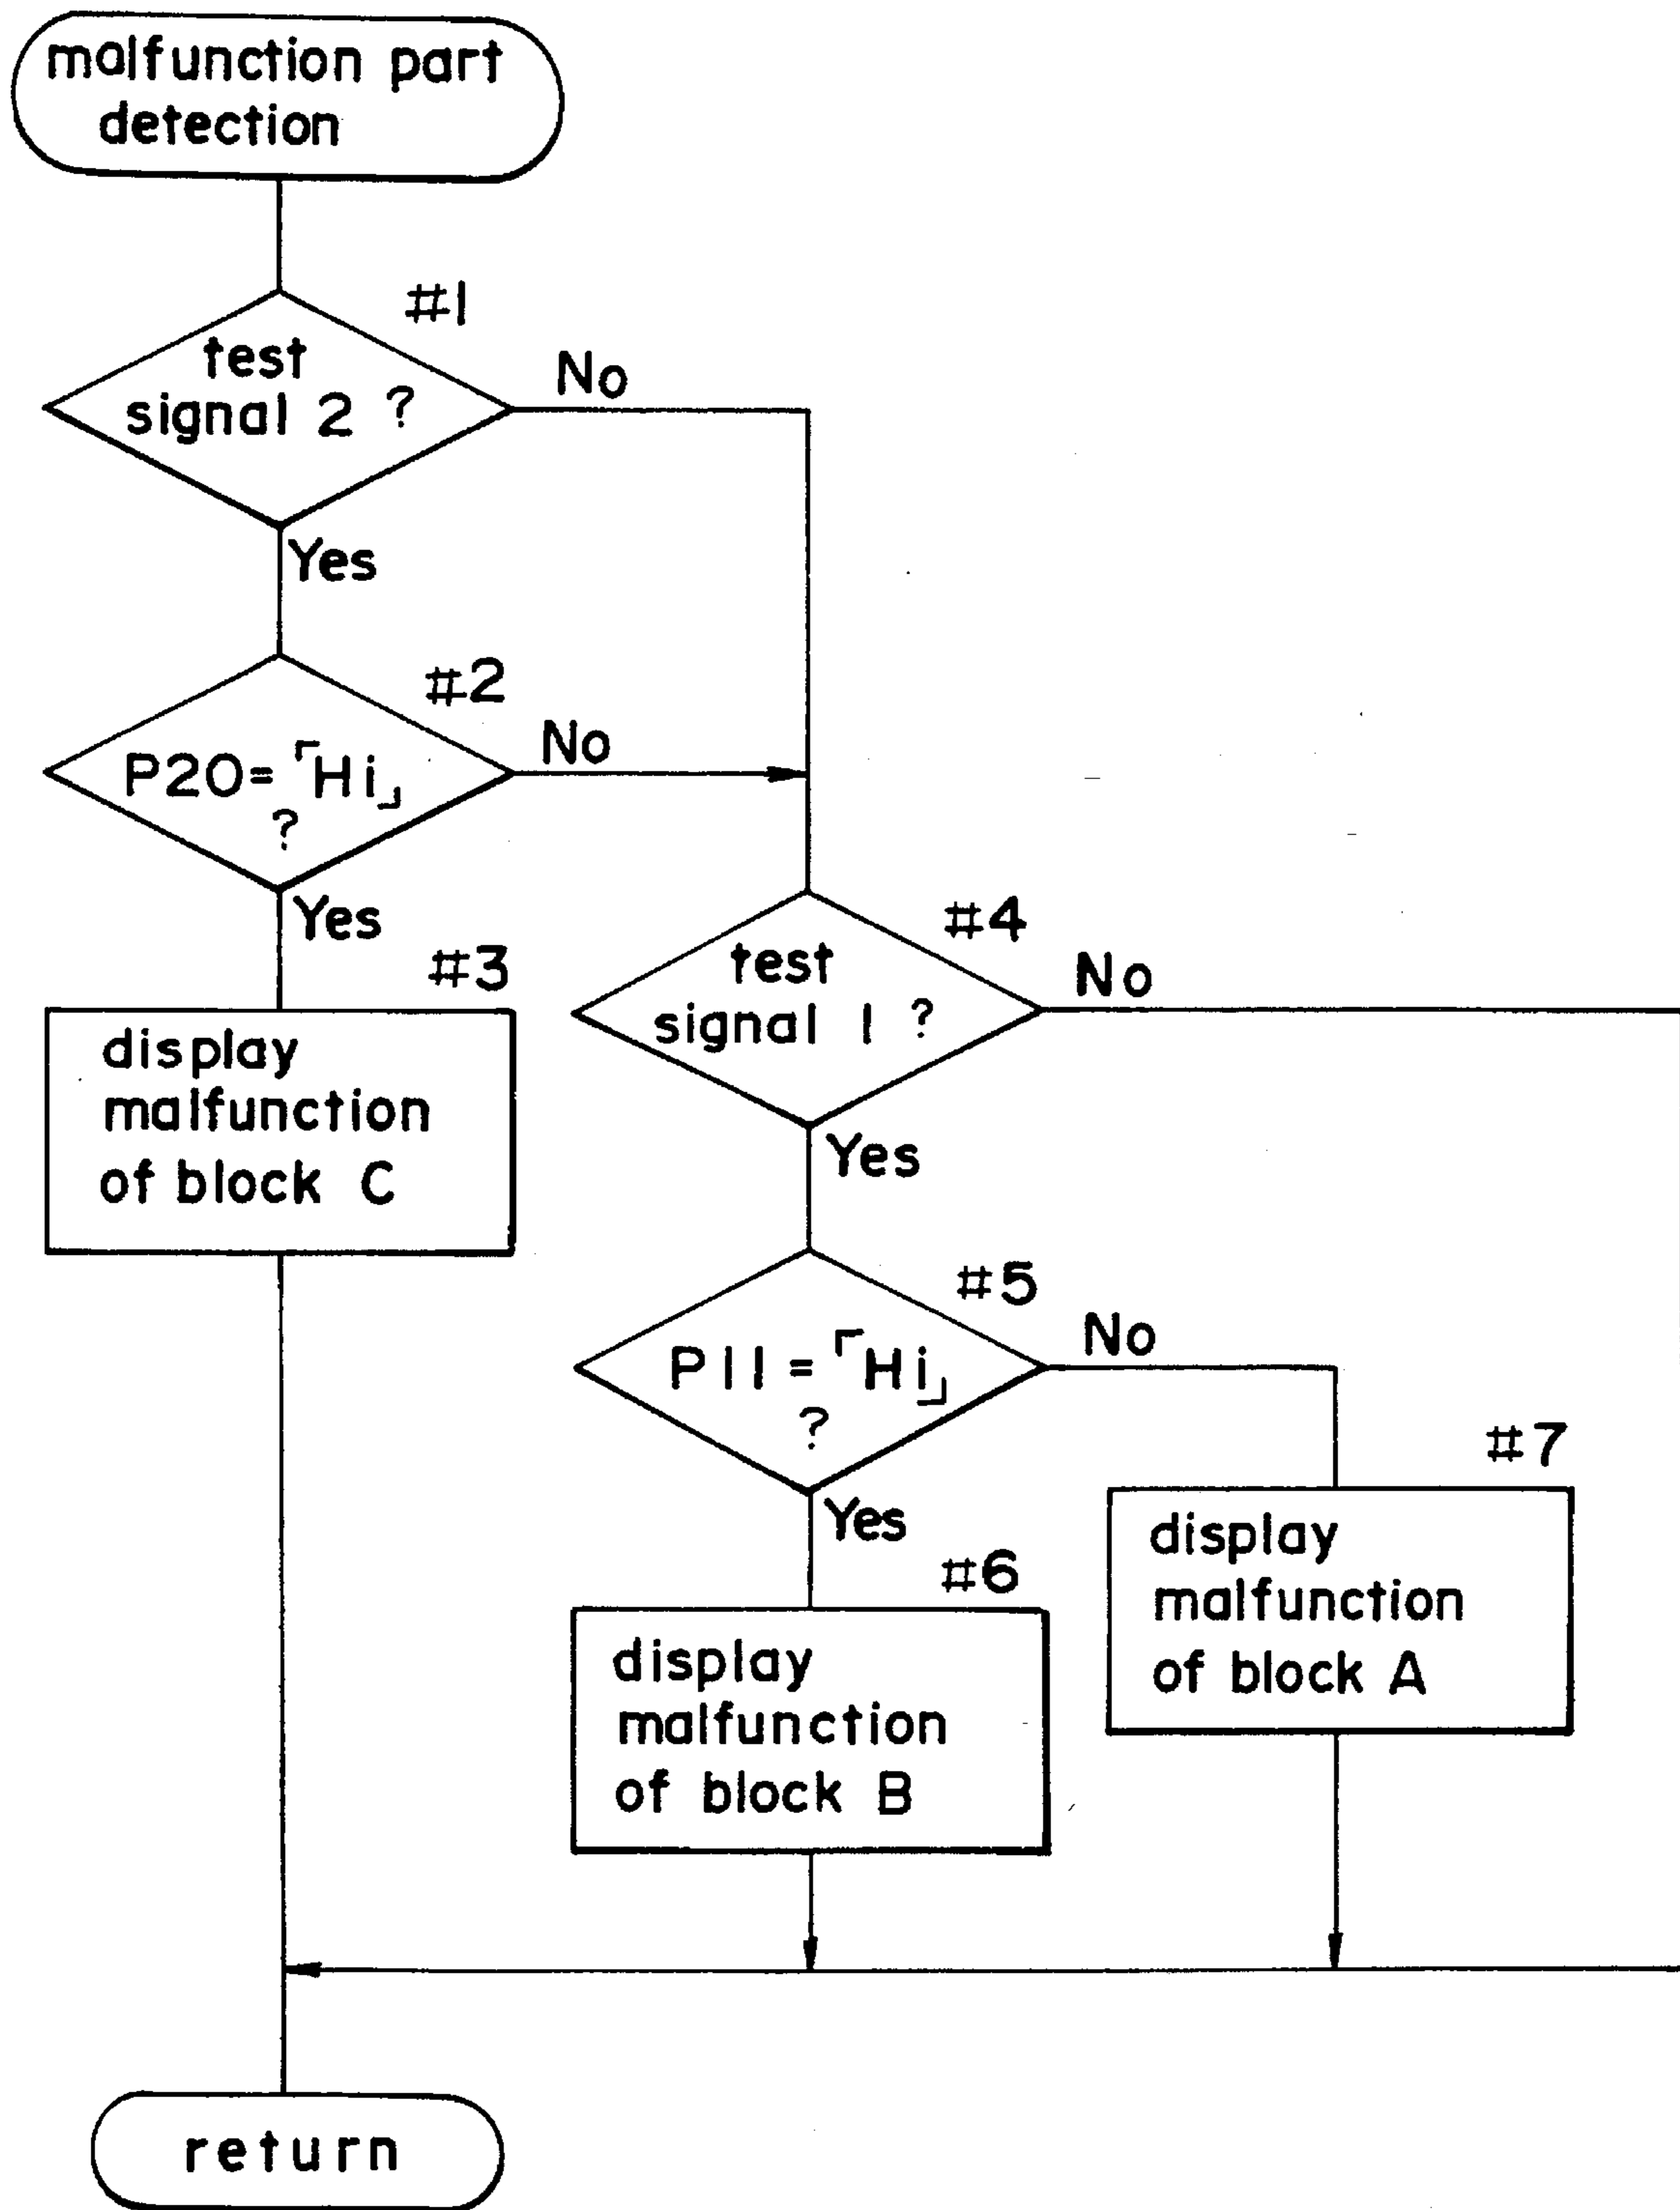 malfunction part
detection
#1
test
signal 2 ?
No
Yes
#2
P20=「Hi」
?
No
Yes
#3
display
malfunction
of block C
#4
test
signal 1 ?
No
Yes
#5
P11=「Hi」
?
No
Yes
#6
display
malfunction
of block B
#7
display
malfunction
of block A
return